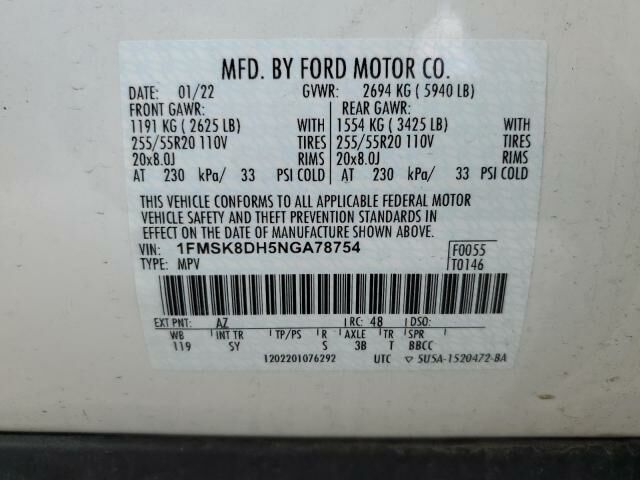 MFD. BY FORD MOTOR CO.
DATE: 01/22 GVWR: 2694 KG ( 5940 LB)
FRONT GAWR: REAR GAWR:
1191 KG ( 2625 LB) WITH 1554 KG ( 3425 LB) WITH
255/55R20 110V TIRES 255/55R20 110V TIRES
20x8.0J RIMS 20x8.0J RIMS
AT 230 kPa/ 33 PSI COLD AT 230 kPa/ 33 PSI COLD
THIS VEHICLE CONFORMS TO ALL APPLICABLE FEDERAL MOTOR
VEHICLE SAFETY AND THEFT PREVENTION STANDARDS IN
EFFECT ON THE DATE OF MANUFACTURE SHOWN ABOVE.
VIN: 1FMSK8DH5NGA78754 F0055
TYPE: MPV T0146
EXT PNT: AZ RC: 48 DSO:
WB INT TR TP/PS R AXLE TR SPR
119 SY S 3B T BBCC
1202201076292 UTC ▽ 5USA-1520472-BA